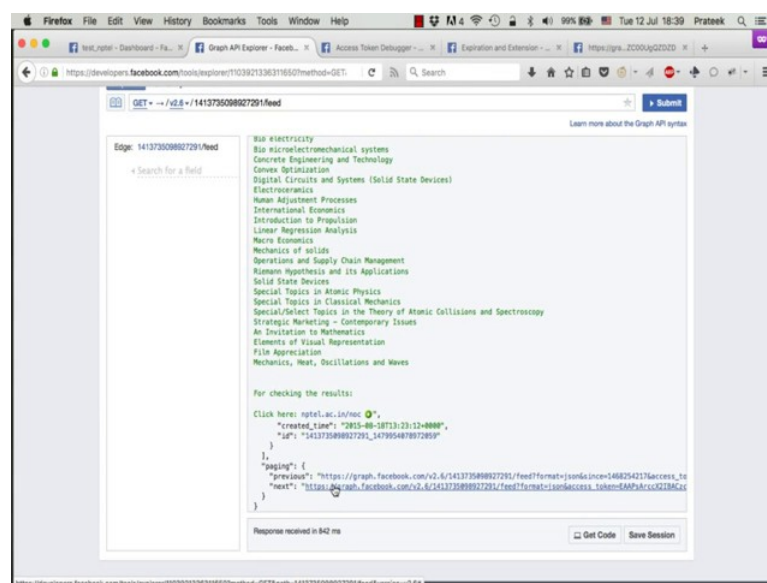 Firefox File Edit View History Bookmarks Tools Window Help 4 99% Tue 12 Jul 18:39 Prateek
test_nptel - Dashboard - Fa... × Graph API Explorer - Faceb... × Access Token Debugger - ... × Expiration and Extension - ... × https://gra...ZC00UgQZDZD × +
https://developers.facebook.com/tools/explorer/1103921336311650?method=GET Search
GET → /v2.6 /1413735098927291/feed Submit
Learn more about the Graph API syntax
Edge: 1413735098927291/feed
Search for a field
Bio electricity
Bio microelectromechanical systems
Concrete Engineering and Technology
Convex Optimization
Digital Circuits and Systems (Solid State Devices)
Electroceramics
Human Adjustment Processes
International Economics
Introduction to Propulsion
Linear Regression Analysis
Macro Economics
Mechanics of solids
Operations and Supply Chain Management
Riemann Hypothesis and its Applications
Solid State Devices
Special Topics in Atomic Physics
Special Topics in Classical Mechanics
Special/Select Topics in the Theory of Atomic Collisions and Spectroscopy
Strategic Marketing - Contemporary Issues
An Invitation to Mathematics
Elements of Visual Representation
Film Appreciation
Mechanics, Heat, Oscillations and Waves
For checking the results:
Click here: nptel.ac.in/noc ",
"created_time": "2015-08-18T13:23:12+0000",
"id": "1413735098927291_1479954078972059"
}
],
"paging": {
"previous": "https://graph.facebook.com/v2.6/1413735098927291/feed?format=json&since=1468254217&access_to
"next": "https://graph.facebook.com/v2.6/1413735098927291/feed?format=json&access_token=EAAPsArccX2I8ACzc
}
}
Response received in 842 ms
Get Code Save Session